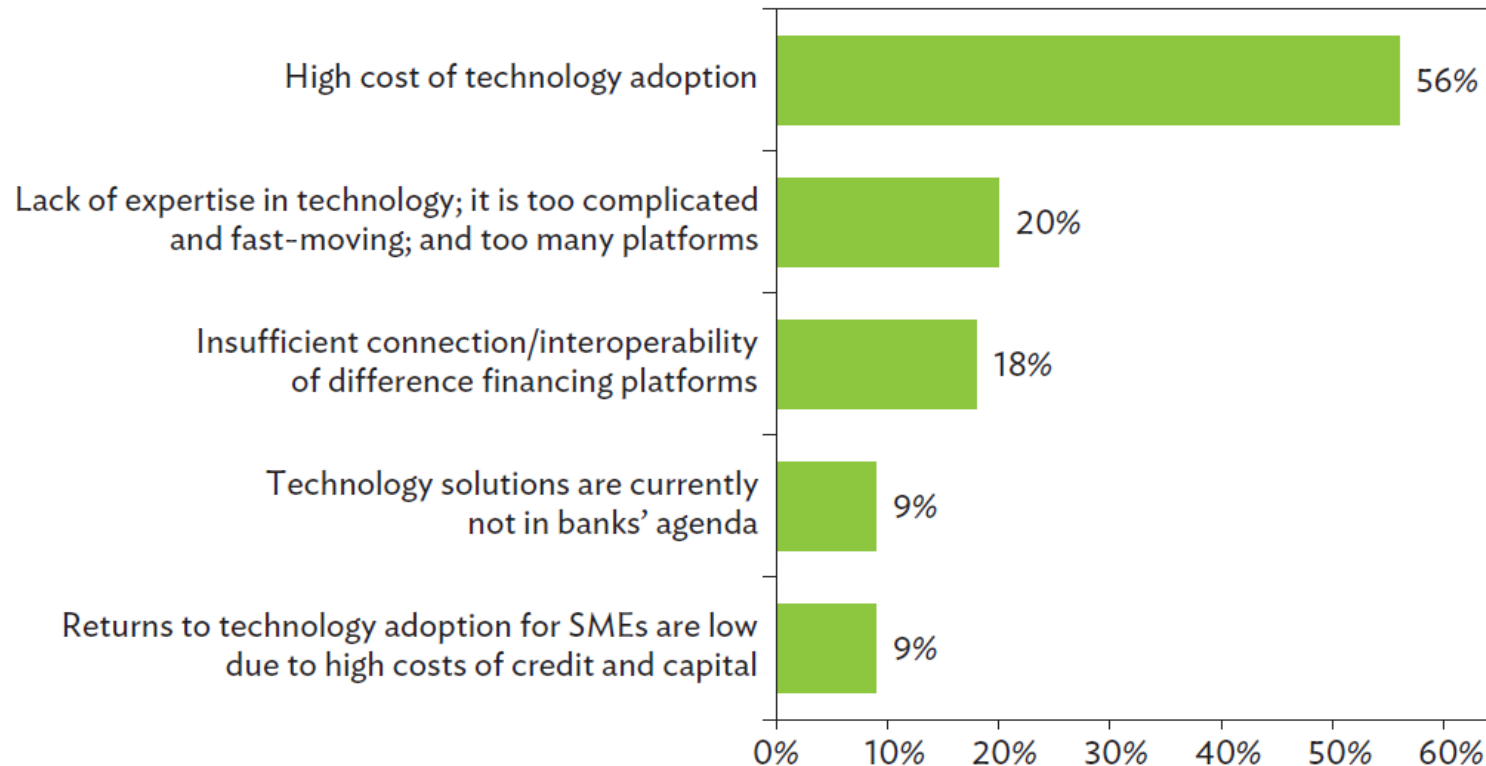 High cost of technology adoption
56%
Lack of expertise in technology; it is too complicated
and fast-moving; and too many platforms
20%
Insufficient connection/interoperability
of difference financing platforms
18%
Technology solutions are currently
not in banks’ agenda
9%
Returns to technology adoption for SMEs are low
due to high costs of credit and capital
9%
0% 10% 20% 30% 40% 50% 60%